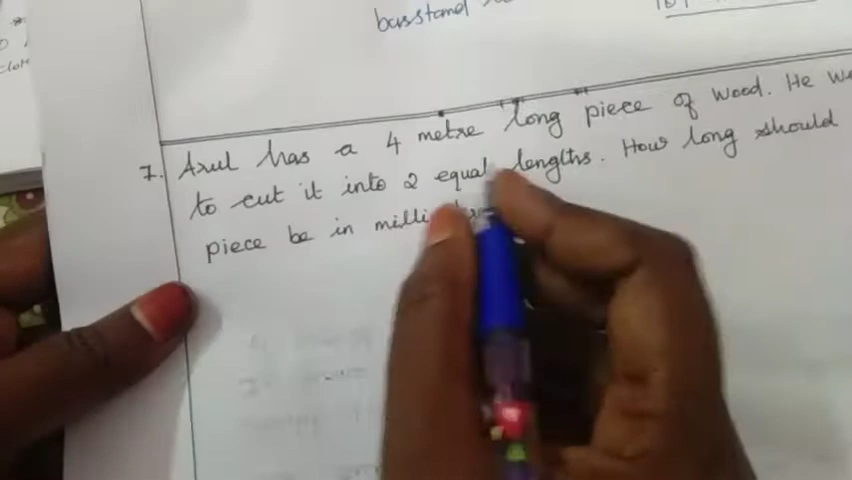 busstand
7. Arul has a 4 metre long piece of wood. He
to cut it into 2 equal lengths. How long should
piece be in